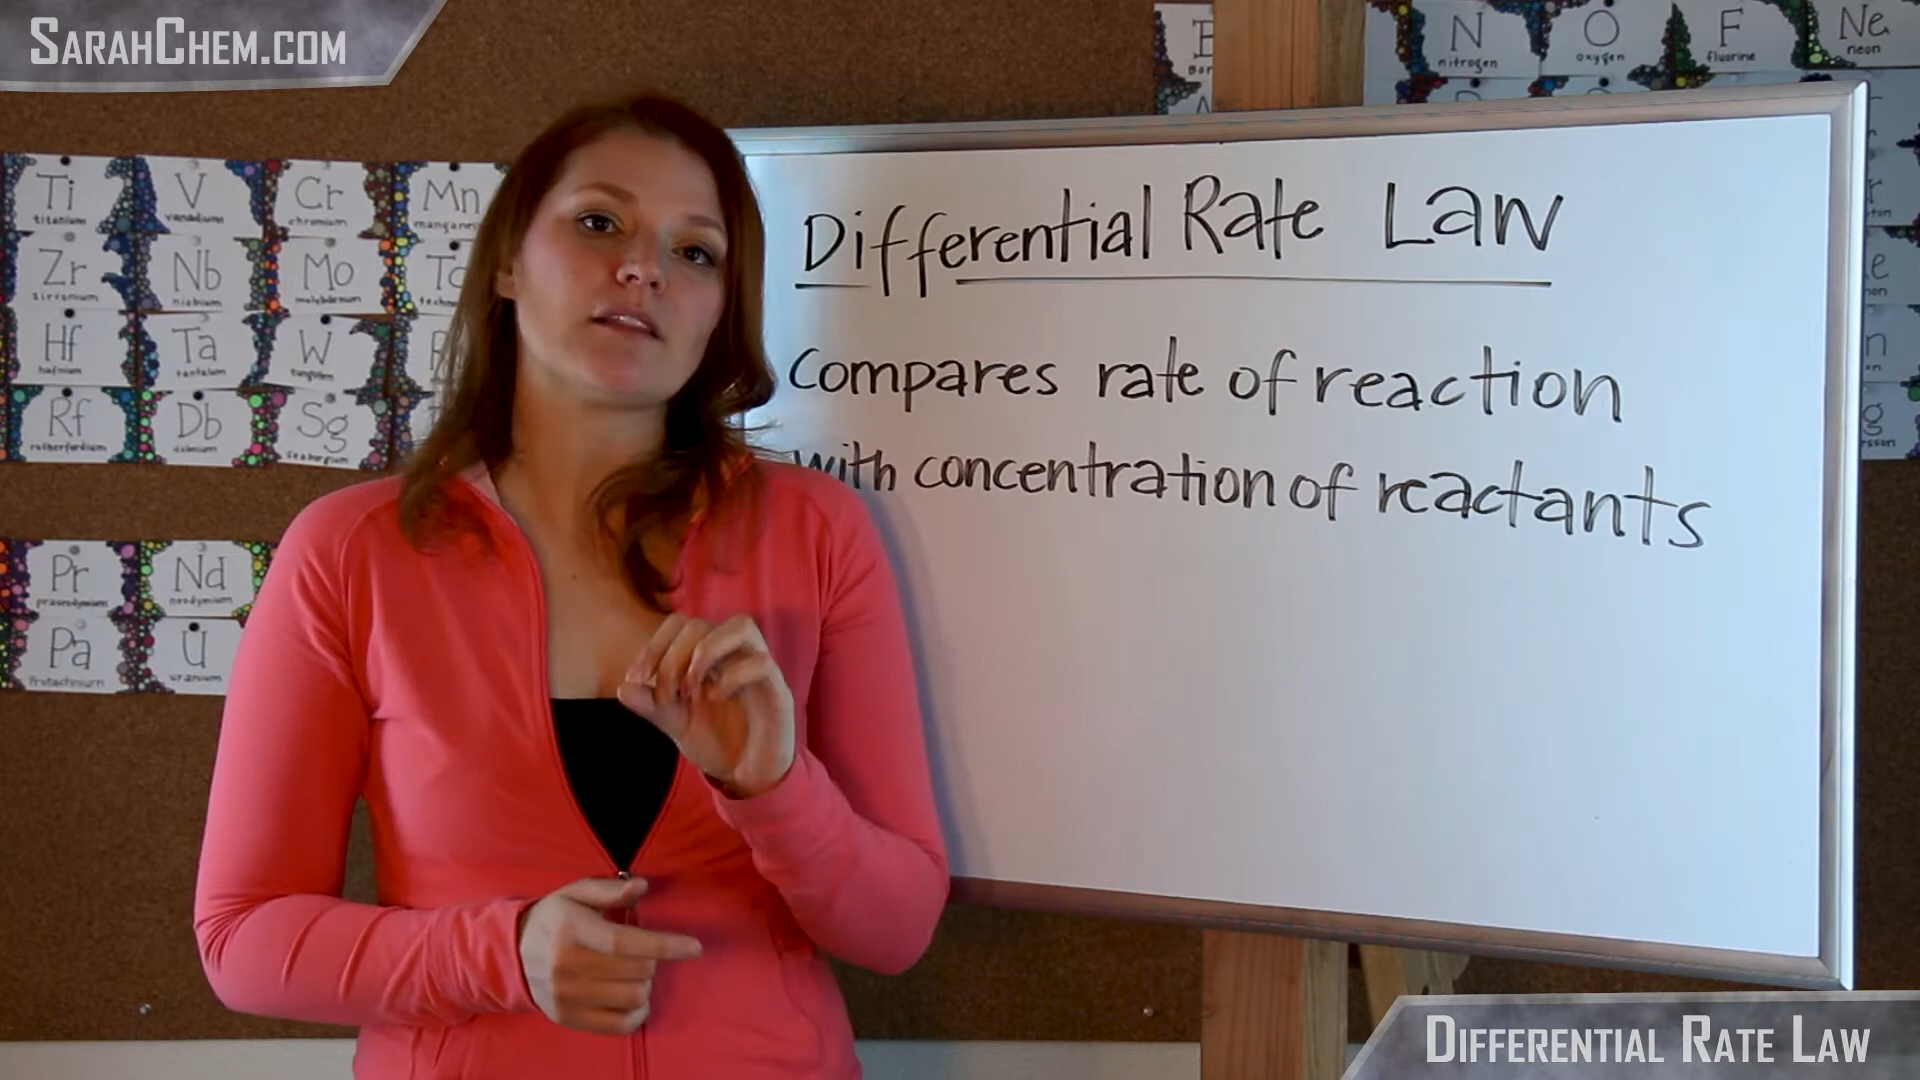 SARAHCHEM.COM
N
nitrogen
O
oxygen
F
fluorine
Ne
neon
Ti
titanium
V
vanadium
Cr
chromium
Mn
Zr
zirconium
Nb
niobium
Mo
molybdenum
Hf
hafnium
Ta
tantalum
W
tungsten
Rf
rutherfordium
Db
dubnium
Sg
seaborgium
Pr
praseodymium
Nd
neodymium
Pa
Protactinium
U
uranium
Differential Rate Law
Compares rate of reaction
with concentration of reactants
DIFFERENTIAL RATE LAW